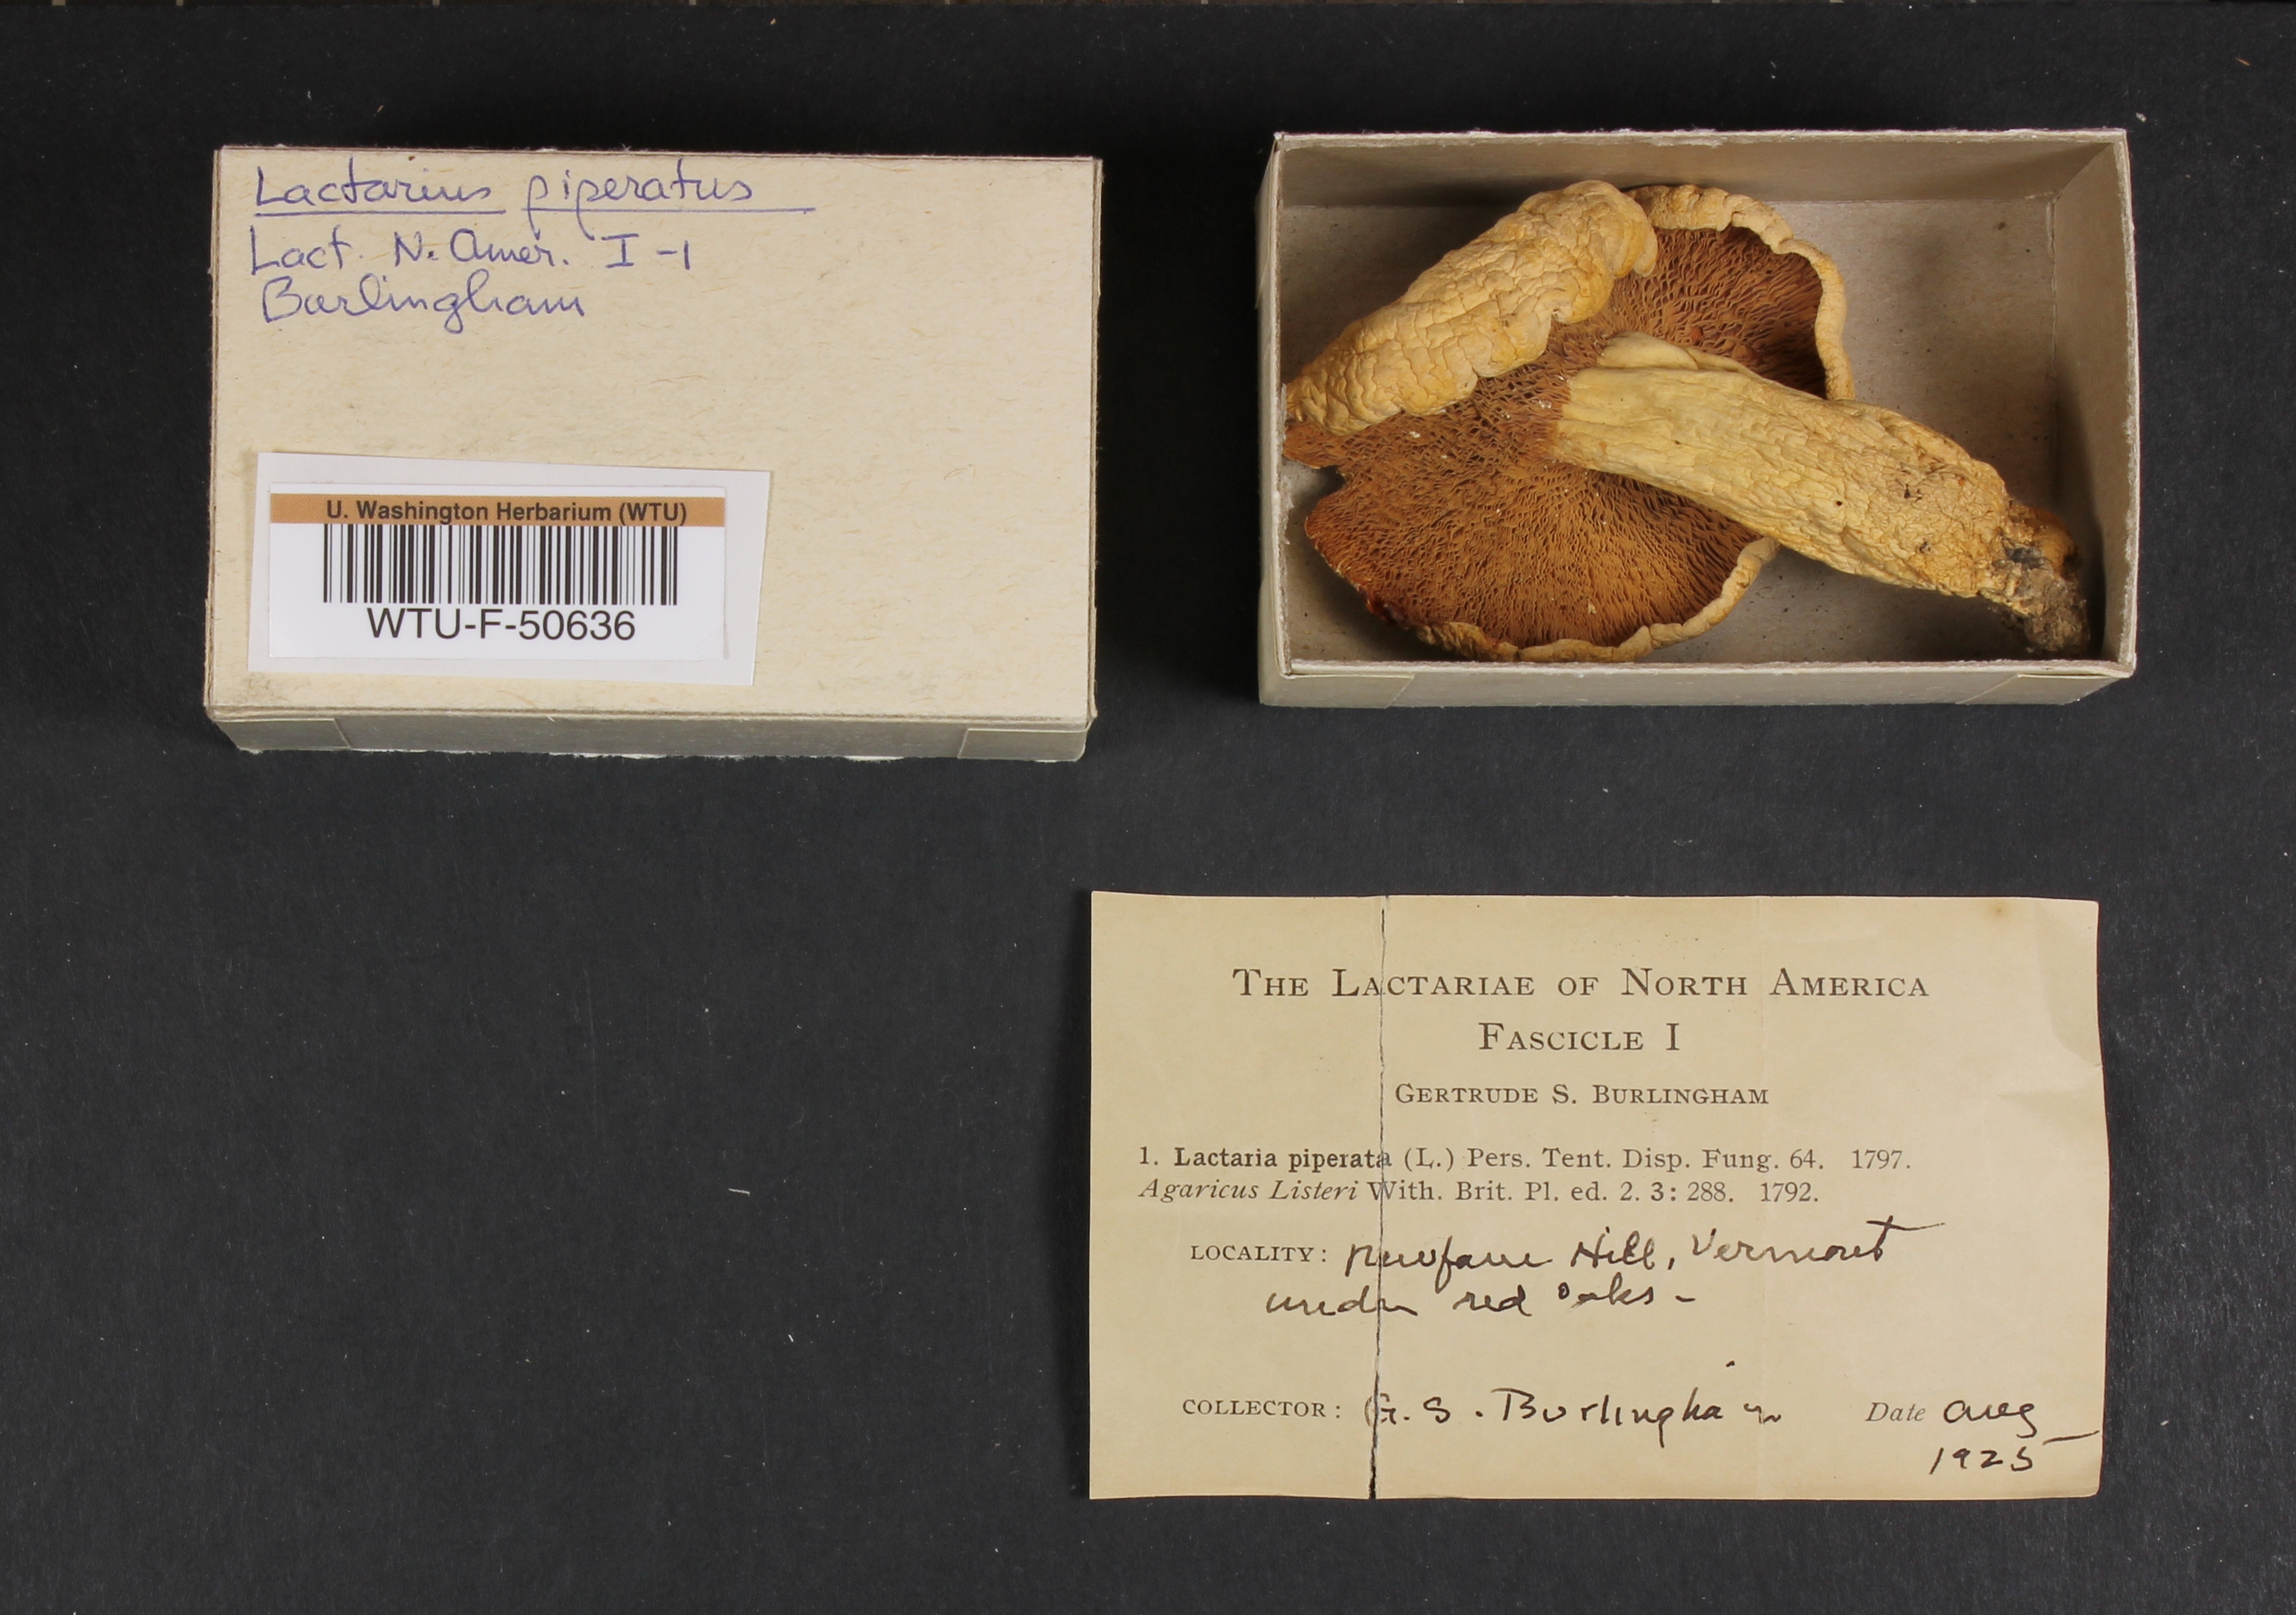 Lactarius piperatus
Lact. N. Amer. I-1
Burlingham
U. Washington Herbarium (WTU)
WTU-F-50636
THE LACTARIAE OF NORTH AMERICA
FASCICLE I
GERTRUDE S. BURLINGHAM
1. Lactaria piperata (L.) Pers. Tent. Disp. Fung. 64. 1797.
Agaricus Listeri With. Brit. Pl. ed. 2. 3: 288. 1792.
LOCALITY: Newfane Hill, Vermont
under red oaks -
COLLECTOR: G. S. Burlingham Date Aug
1925